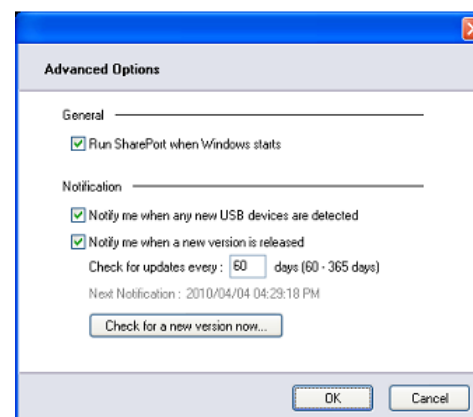 Advanced Options
General
Run SharePort when Windows starts
Notification
Notify me when any new USB devices are detected
Notify me when a new version is released
Check for updates every : 60 days (60 - 365 days)
Next Notification : 2010/04/04 04:29:18 PM
Check for a new version now...
OK Cancel